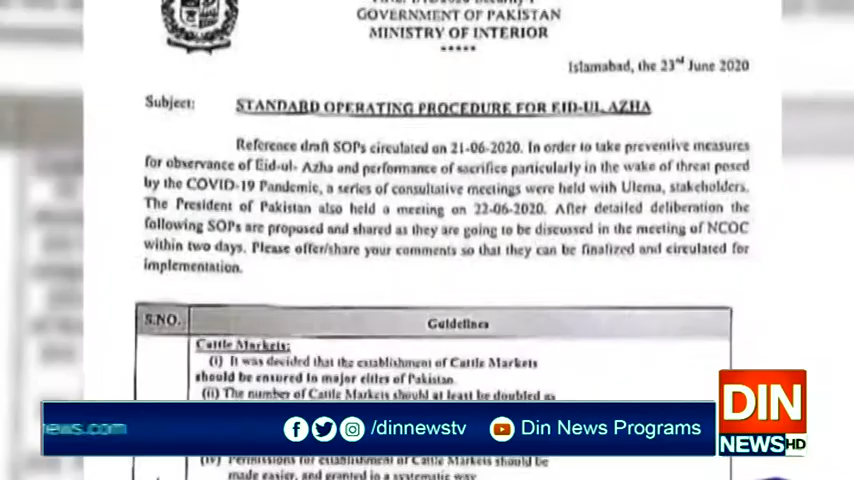 GOVERNMENT OF PAKISTAN
MINISTRY OF INTERIOR
*****
Islamabad, the 23rd June 2020
Subject: STANDARD OPERATING PROCEDURE FOR EID-UL AZHA
Reference draft SOPs circulated on 21-06-2020. In order to take preventive measures
for observance of Eid-ul- Azha and performance of sacrifice particularly in the wake of threat posed
by the COVID-19 Pandemic, a series of consultative meetings were held with Ulema, stakeholders.
The President of Pakistan also held a meeting on 22-06-2020. After detailed deliberation the
following SOPs are proposed and shared as they are going to be discussed in the meeting of NCOC
within two days. Please offer/share your comments so that they can be finalized and circulated for
implementation.
S.NO. Guidelines
Cattle Markets:
(i) It was decided that the establishment of Cattle Markets
should be ensured in major cities of Pakistan.
(ii) The number of Cattle Markets should at least be doubled as
news.com /dinnewstv Din News Programs
DIN
NEWS HD
(iv) Permissions for establishment of Cattle Markets should be
made easier, and granted in a systematic way